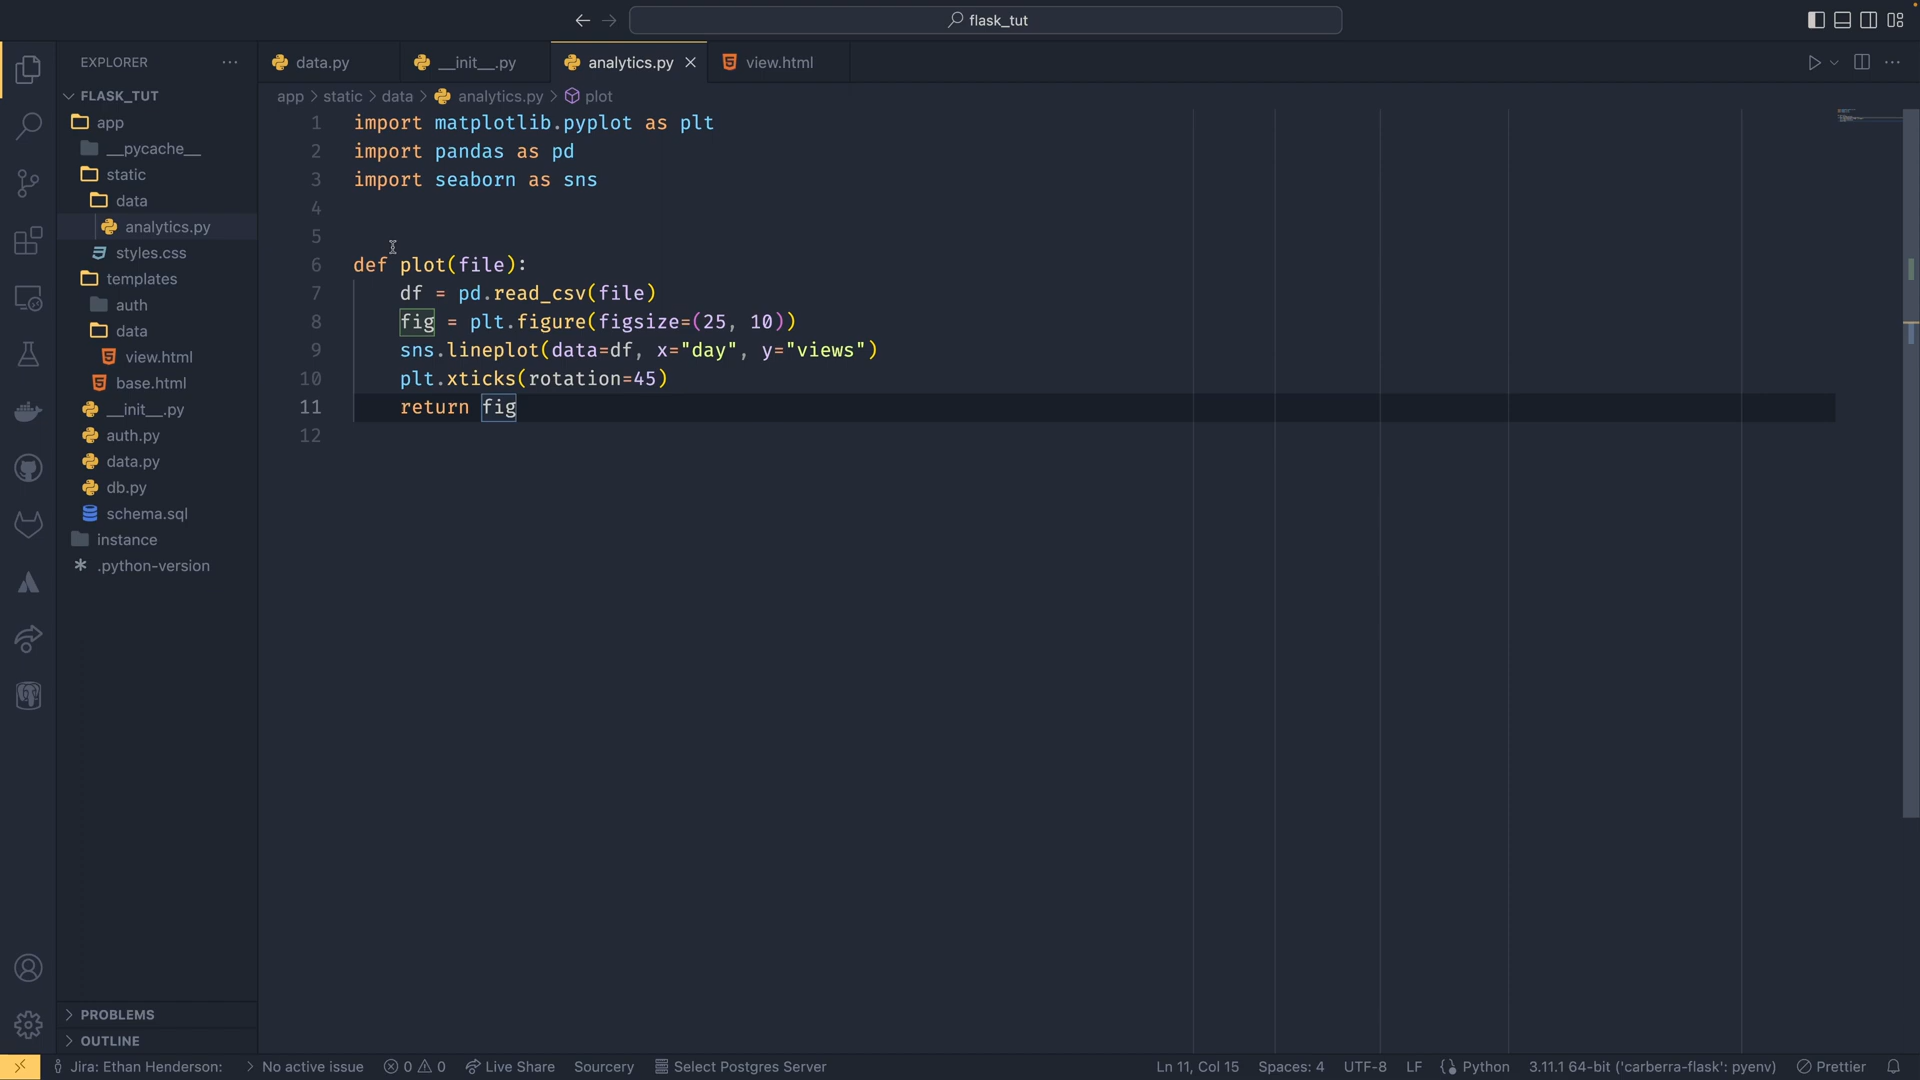 flask_tut
EXPLORER
data.py
__init__.py
analytics.py
view.html
FLASK_TUT
app > static > data > analytics.py > plot
app
__pycache__
static
data
analytics.py
styles.css
templates
auth
data
view.html
base.html
__init__.py
auth.py
data.py
db.py
schema.sql
instance
.python-version
1 import matplotlib.pyplot as plt
2 import pandas as pd
3 import seaborn as sns
4
5
6 def plot(file):
7     df = pd.read_csv(file)
8     fig = plt.figure(figsize=(25, 10))
9     sns.lineplot(data=df, x="day", y="views")
10     plt.xticks(rotation=45)
11     return fig
12
PROBLEMS
OUTLINE
Jira: Ethan Henderson: > No active issue 0 0 Live Share Sourcery Select Postgres Server Ln 11, Col 15 Spaces: 4 UTF-8 LF Python 3.11.1 64-bit ('carberra-flask': pyenv) Prettier